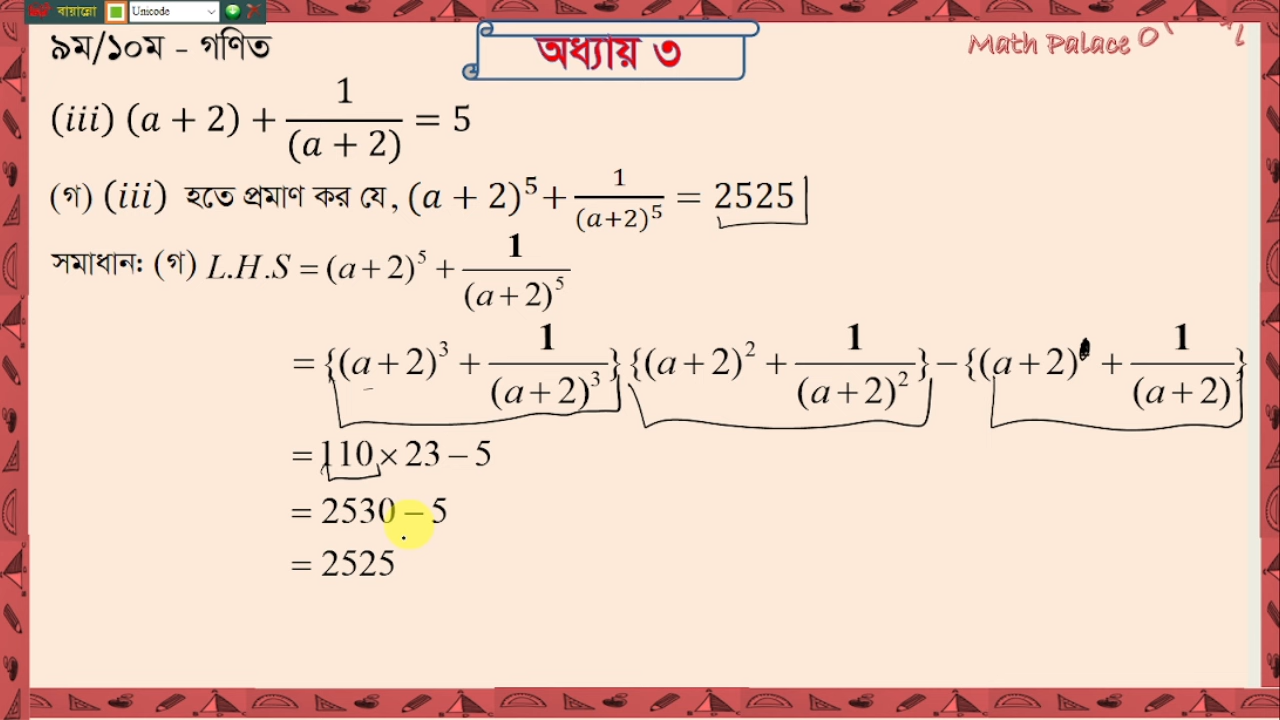 বায়ান্নো Unicode
৯ম/১০ম - গণিত
অধ্যায় ৩
Math Palace
(iii) (a + 2) + 1/(a + 2) = 5
(গ) (iii) হতে প্রমাণ কর যে, (a + 2)⁵ + 1/(a+2)⁵ = 2525
সমাধান: (গ) L.H.S = (a+2)⁵ + 1/(a+2)⁵
= {(a+2)³ + 1/(a+2)³} {(a+2)² + 1/(a+2)²} − {(a+2) + 1/(a+2)}
= 110 × 23 − 5
= 2530 − 5
= 2525